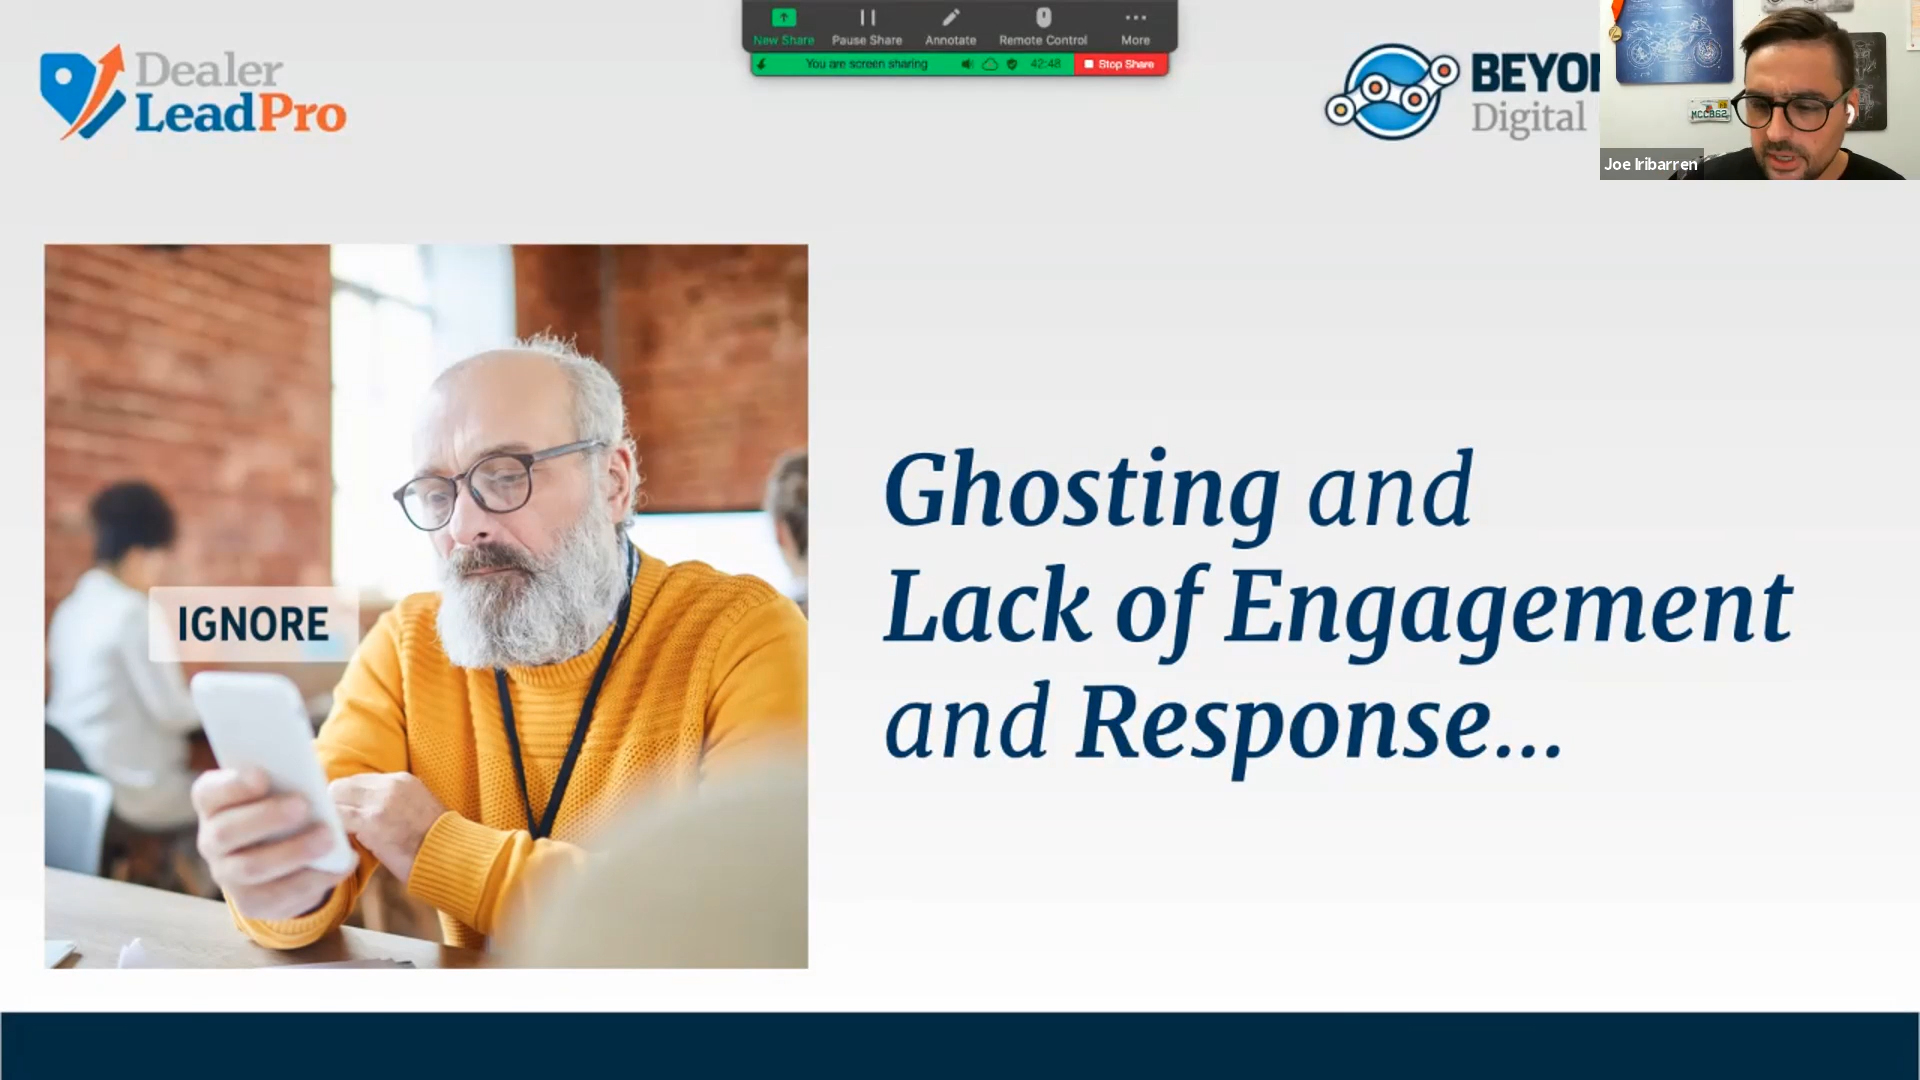 New Share
Pause Share
Annotate
Remote Control
More
You are screen sharing
42:48
Stop Share
Dealer
LeadPro
BEYO
Digital
MCC862
Joe Iribarren
IGNORE
Ghosting and
Lack of Engagement
and Response...